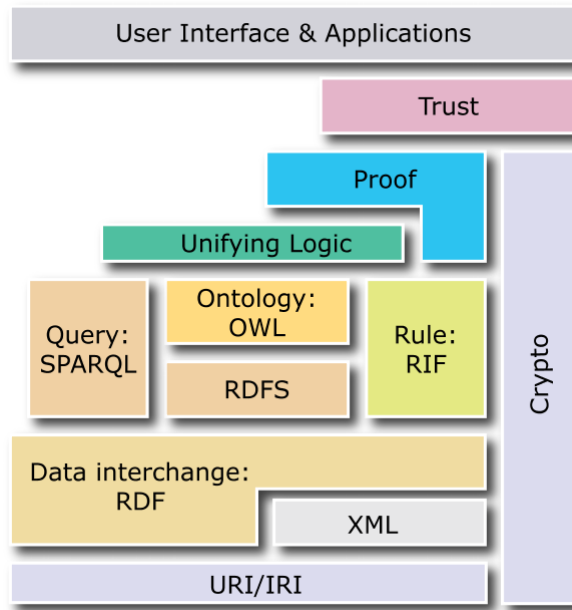 User Interface & Applications
Trust
Proof
Unifying Logic
Query:
SPARQL
Ontology:
OWL
RDFS
Rule:
RIF
Crypto
Data interchange:
RDF
XML
URI/IRI